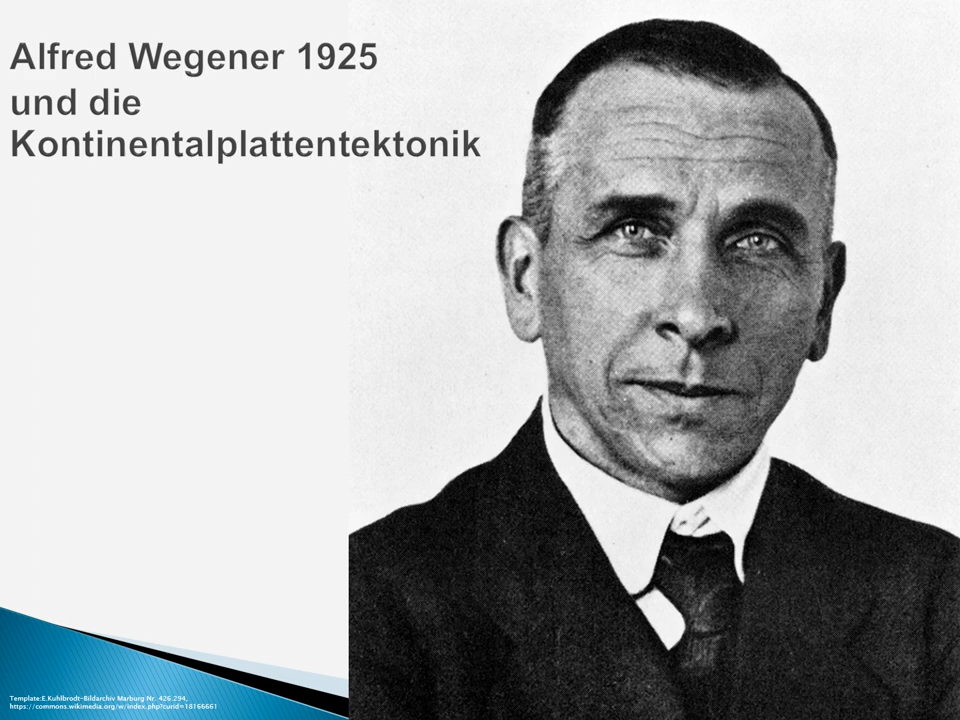 Alfred Wegener 1925
und die
Kontinentalplattentektonik
Template:E.Kuhlbrodt-Bildarchiv Marburg Nr. 426.294,
https://commons.wikimedia.org/w/index.php?curid=18166661